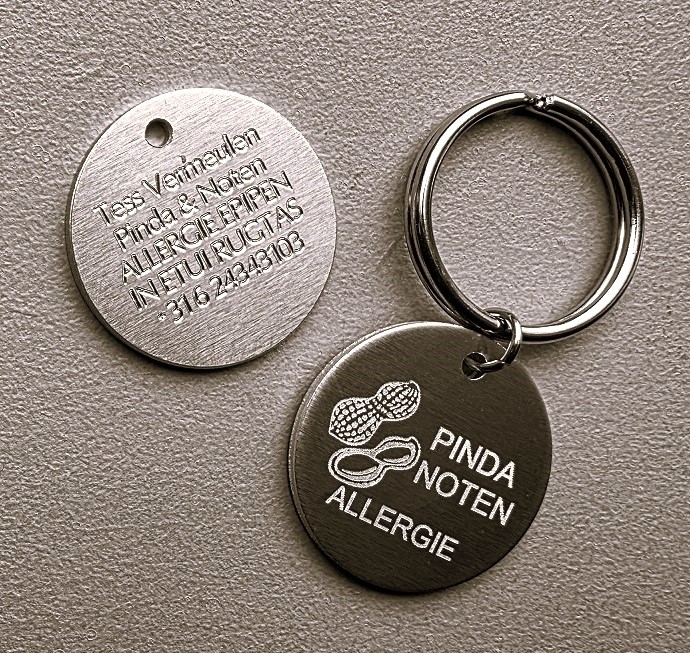 Tess Vermeulen
Pinda & Noten
ALLERGIE EPIPEN
IN ETUI RUGTAS
+31 6 24343103
PINDA
NOTEN
ALLERGIE